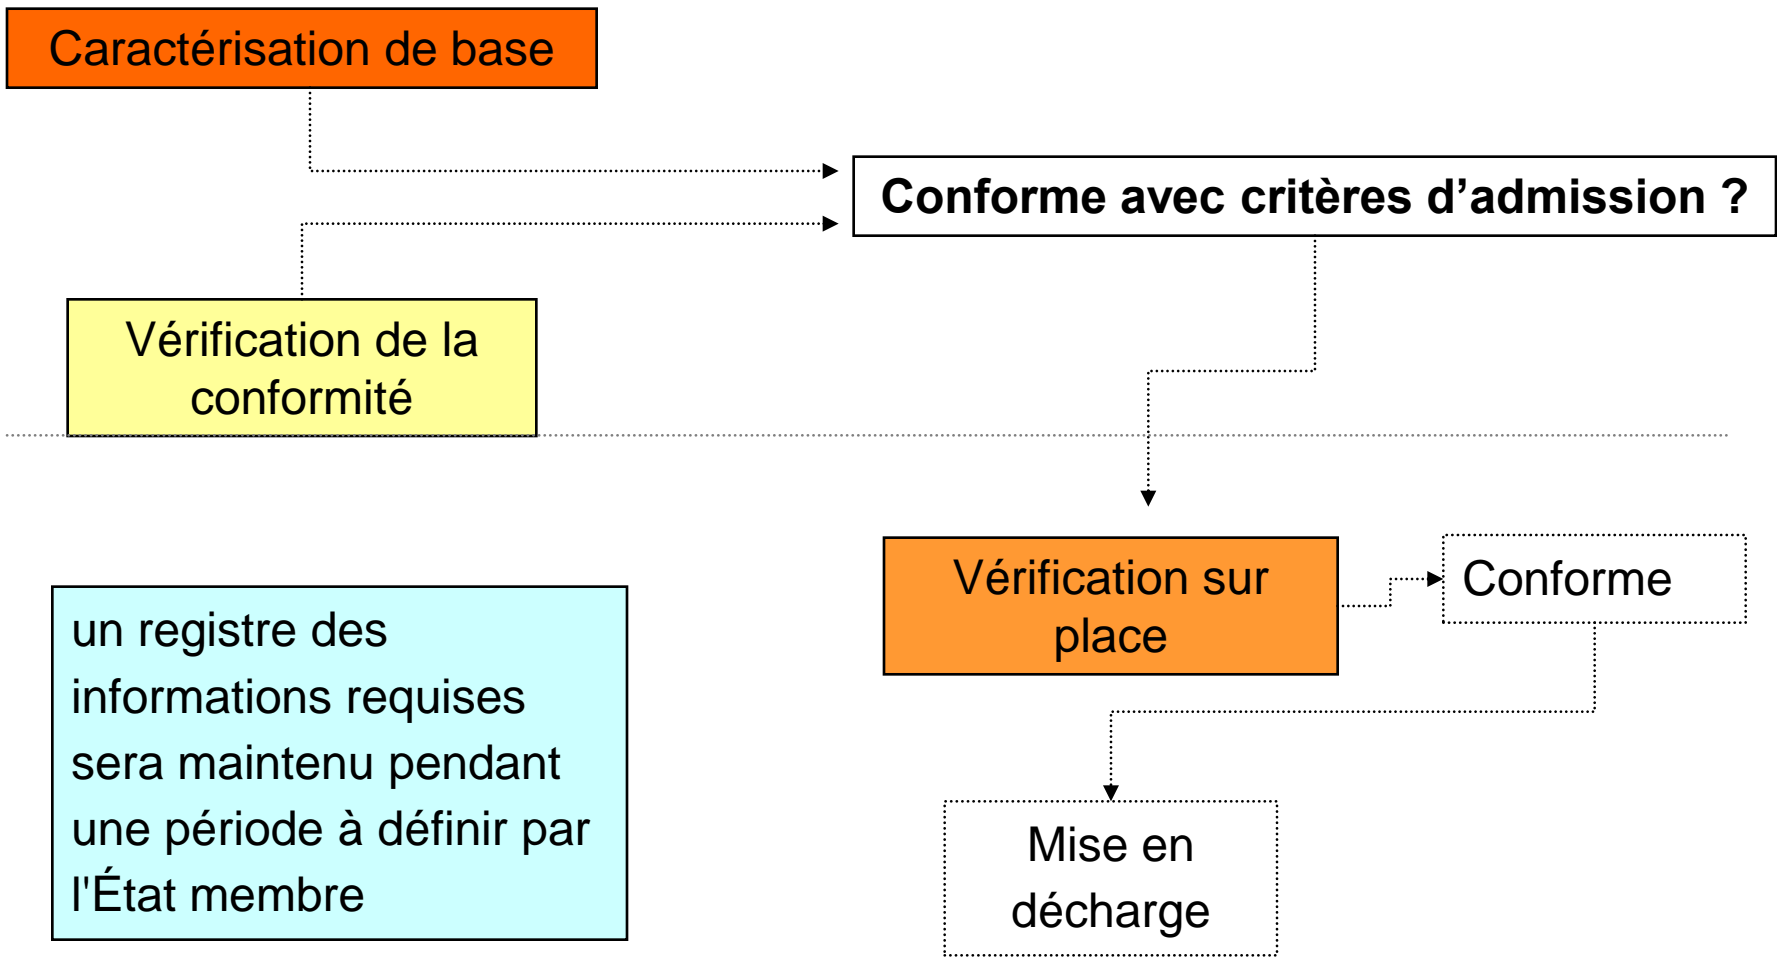 Caractérisation de base
Conforme avec critères d’admission ?
Vérification de la
conformité
Vérification sur
place
Conforme
un registre des
informations requises
sera maintenu pendant
une période à définir par
l'État membre
Mise en
décharge